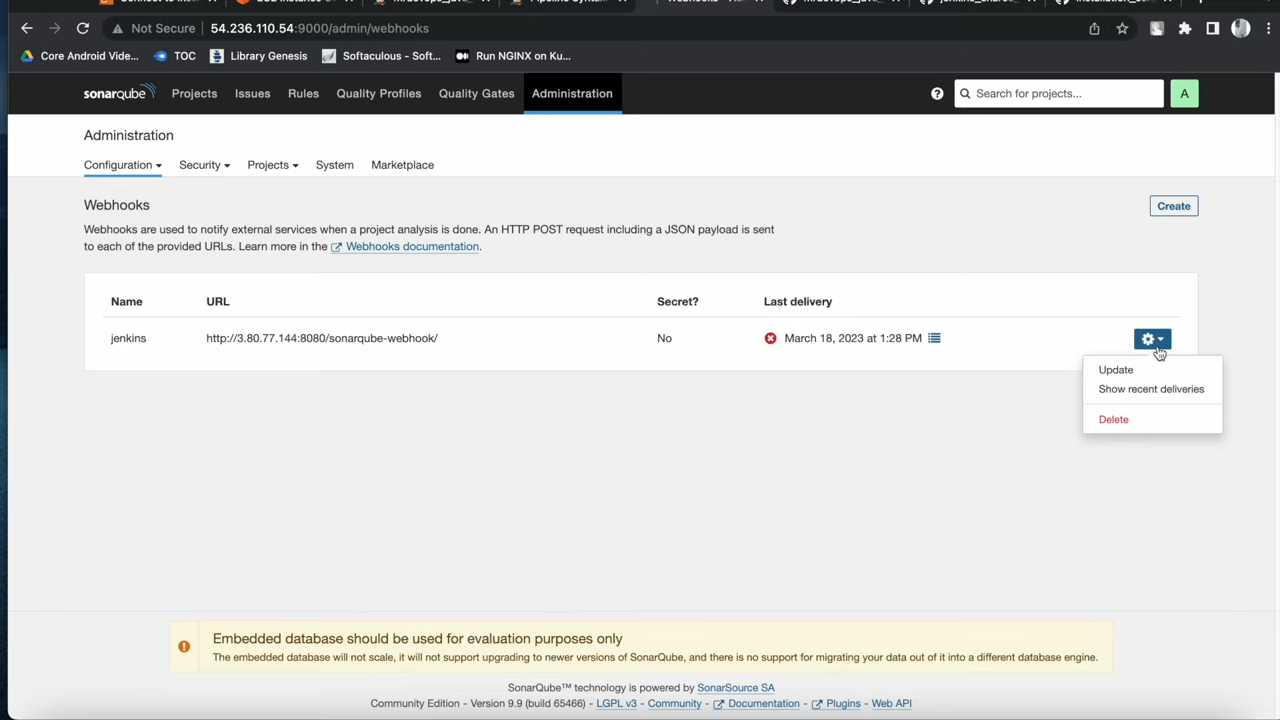 Not Secure 54.236.110.54:9000/admin/webhooks
Core Android Vide... TOC Library Genesis Softaculous - Soft... Run NGINX on Ku...
sonarqube Projects Issues Rules Quality Profiles Quality Gates Administration Search for projects... A
Administration
Configuration Security Projects System Marketplace
Webhooks Create
Webhooks are used to notify external services when a project analysis is done. An HTTP POST request including a JSON payload is sent
to each of the provided URLs. Learn more in the Webhooks documentation.
Name URL Secret? Last delivery
jenkins http://3.80.77.144:8080/sonarqube-webhook/ No March 18, 2023 at 1:28 PM
Update
Show recent deliveries
Delete
Embedded database should be used for evaluation purposes only
The embedded database will not scale, it will not support upgrading to newer versions of SonarQube, and there is no support for migrating your data out of it into a different database engine.
SonarQube™ technology is powered by SonarSource SA
Community Edition - Version 9.9 (build 65466) - LGPL v3 - Community - Documentation - Plugins - Web API